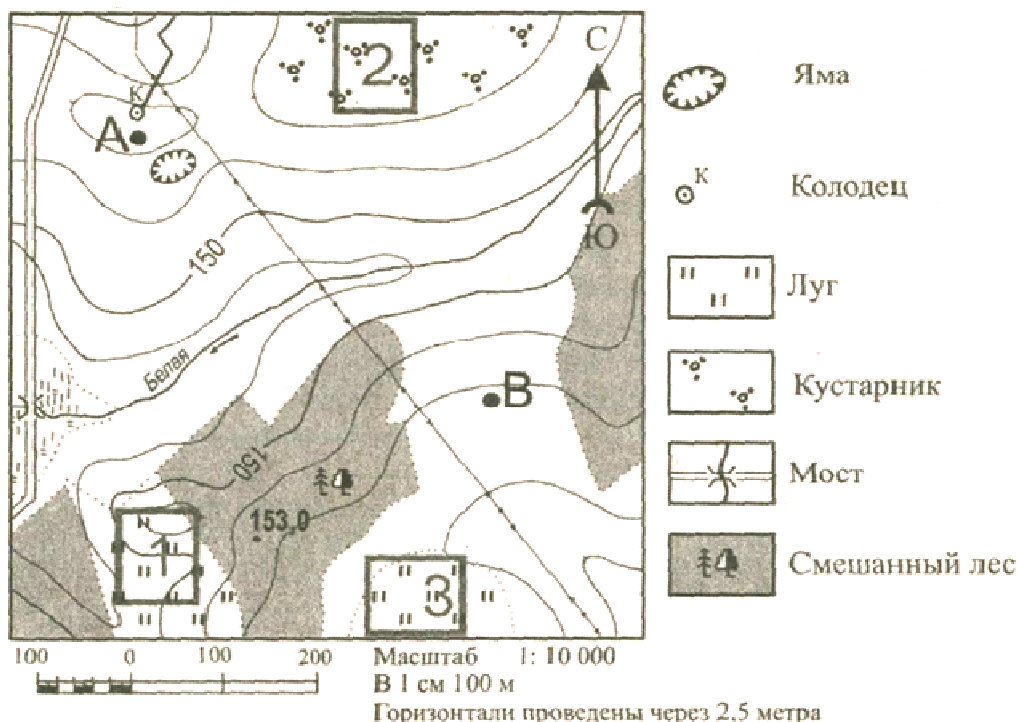 2
С
К
А
Ю
150
Белая
В
150
153,0
1
3
Яма
К
Колодец
Луг
Кустарник
Мост
Смешанный лес
100 0 100 200
Масштаб 1: 10 000
В 1 см 100 м
Горизонтали проведены через 2,5 метра